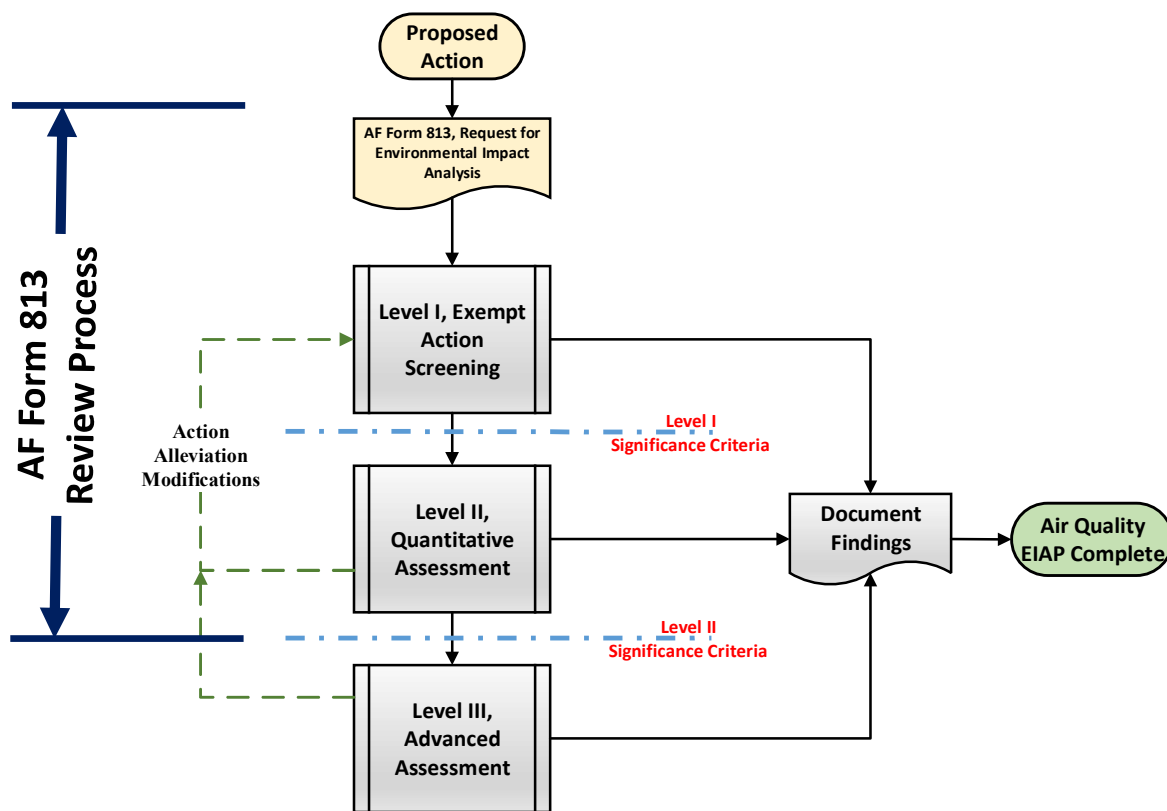 Proposed
Action
AF Form 813, Request for
Environmental Impact
Analysis
AF Form 813
Review Process
Level I, Exempt
Action
Screening
Action
Alleviation
Modifications
Level I
Significance Criteria
Level II,
Quantitative
Assessment
Document
Findings
Air Quality
EIAP Complete
Level II
Significance Criteria
Level III,
Advanced
Assessment